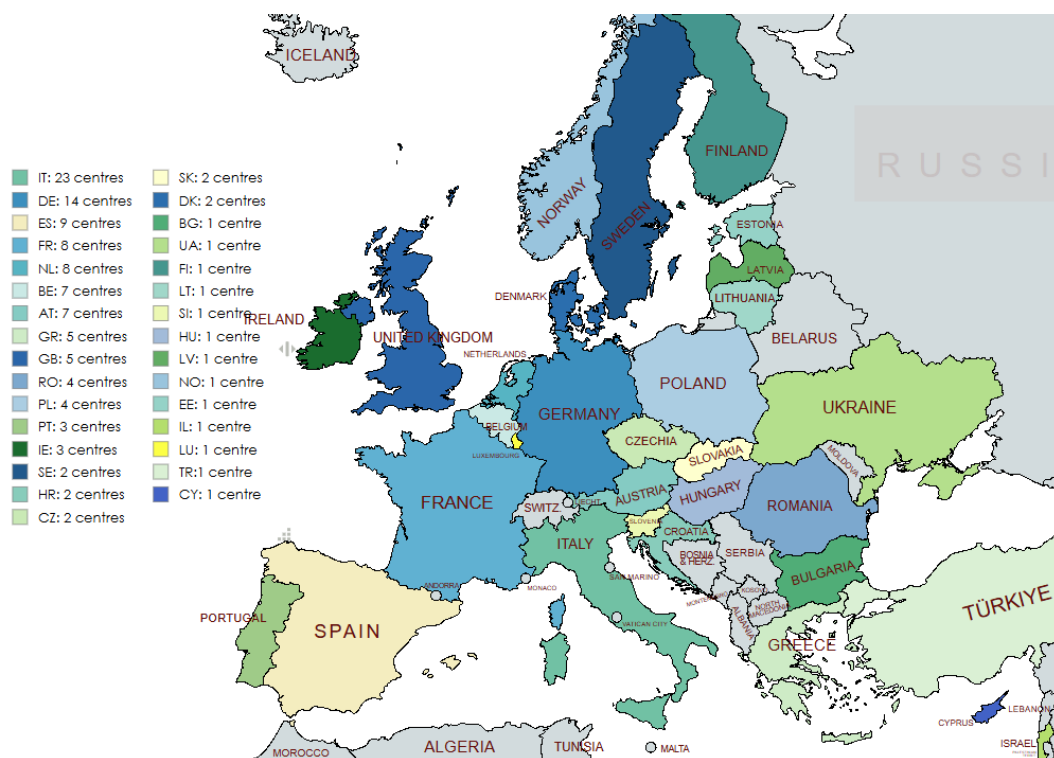 IT: 23 centres
DE: 14 centres
ES: 9 centres
FR: 8 centres
NL: 8 centres
BE: 7 centres
AT: 7 centres
GR: 5 centres
GB: 5 centres
RO: 4 centres
PL: 4 centres
PT: 3 centres
IE: 3 centres
SE: 2 centres
HR: 2 centres
CZ: 2 centres
SK: 2 centres
DK: 2 centres
BG: 1 centre
UA: 1 centre
FI: 1 centre
LT: 1 centre
SI: 1 centre
HU: 1 centre
LV: 1 centre
NO: 1 centre
EE: 1 centre
IL: 1 centre
LU: 1 centre
TR:1 centre
CY: 1 centre
ICELAND
RUSSI
FINLAND
NORWAY
SWEDEN
ESTONIA
LATVIA
LITHUANIA
DENMARK
IRELAND
UNITED KINGDOM
BELARUS
NETHERLANDS
POLAND
GERMANY
UKRAINE
BELGIUM
LUXEMBOURG
CZECHIA
SLOVAKIA
MOLDOVA
FRANCE
SWITZ.
LIECHT.
AUSTRIA
HUNGARY
ROMANIA
SLOVENIA
CROATIA
ITALY
BOSNIA
& HERZ.
SERBIA
SAN MARINO
MONACO
ANDORRA
MONTENEGRO
KOSOVO
BULGARIA
NORTH
MACEDONIA
ALBANIA
VATICAN CITY
PORTUGAL
SPAIN
GREECE
TÜRKIYE
CYPRUS
LEBANON
ISRAEL
MOROCCO
ALGERIA
TUNISIA
MALTA